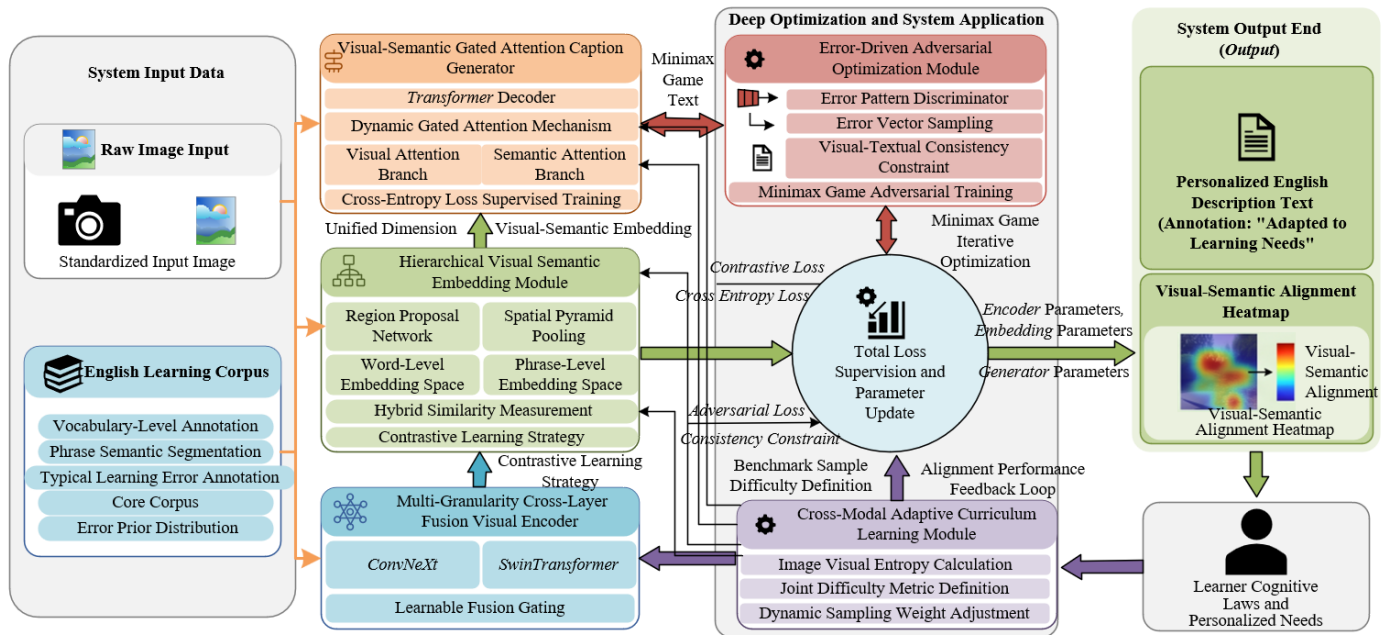 System Input Data
Raw Image Input
Standardized Input Image
English Learning Corpus
Vocabulary-Level Annotation
Phrase Semantic Segmentation
Typical Learning Error Annotation
Core Corpus
Error Prior Distribution
Visual-Semantic Gated Attention Caption
Generator
Transformer Decoder
Dynamic Gated Attention Mechanism
Visual Attention
Branch
Semantic Attention
Branch
Cross-Entropy Loss Supervised Training
Unified Dimension
Visual-Semantic Embedding
Hierarchical Visual Semantic
Embedding Module
Region Proposal
Network
Spatial Pyramid
Pooling
Word-Level
Embedding Space
Phrase-Level
Embedding Space
Hybrid Similarity Measurement
Contrastive Learning Strategy
Contrastive Learning
Strategy
Multi-Granularity Cross-Layer
Fusion Visual Encoder
ConvNeXt
SwinTransformer
Learnable Fusion Gating
Minimax
Game
Text
Deep Optimization and System Application
Error-Driven Adversarial
Optimization Module
Error Pattern Discriminator
Error Vector Sampling
Visual-Textual Consistency
Constraint
Minimax Game Adversarial Training
Minimax Game
Iterative
Optimization
Contrastive Loss
Cross Entropy Loss
Total Loss
Supervision and
Parameter
Update
Adversarial Loss
Consistency Constraint
Benchmark Sample
Difficulty Definition
Alignment Performance
Feedback Loop
Cross-Modal Adaptive Curriculum
Learning Module
Image Visual Entropy Calculation
Joint Difficulty Metric Definition
Dynamic Sampling Weight Adjustment
Encoder Parameters,
Embedding Parameters
Generator Parameters
System Output End
(Output)
Personalized English
Description Text
(Annotation: "Adapted to
Learning Needs"
Visual-Semantic Alignment
Heatmap
Visual-
Semantic
Alignment
Visual-Semantic
Alignment Heatmap
Learner Cognitive
Laws and
Personalized Needs